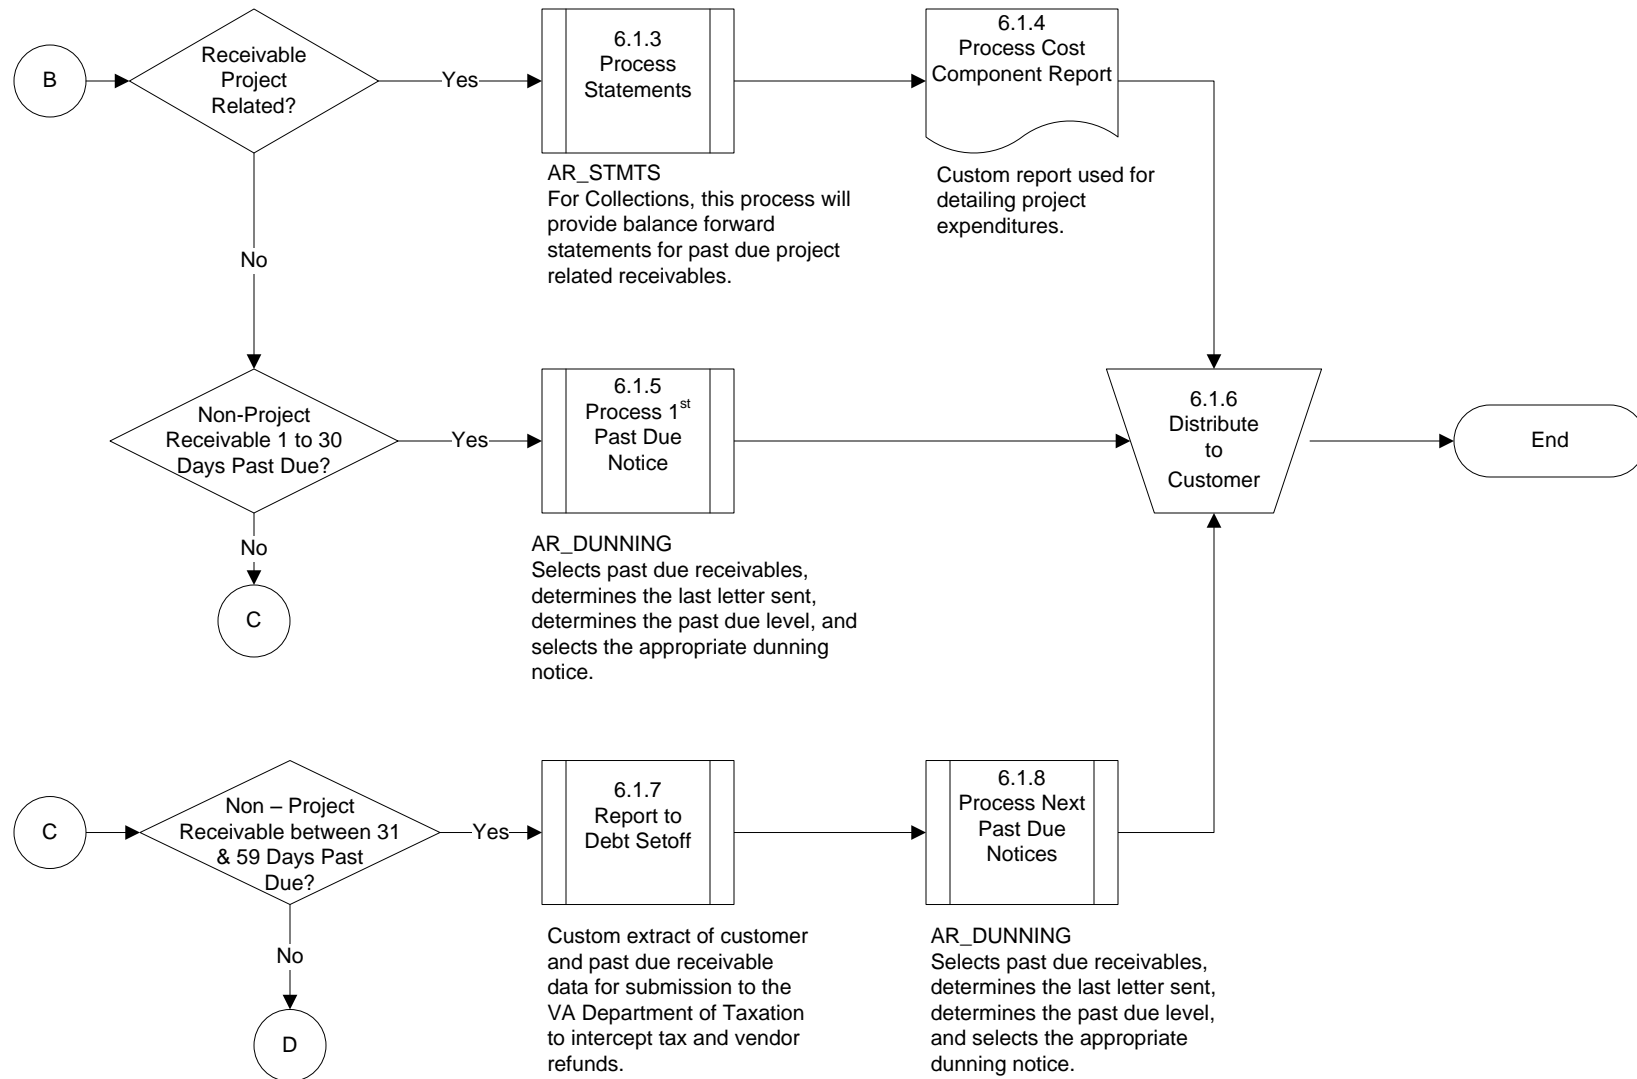 B
Receivable
Project
Related?
Yes
6.1.3
Process
Statements
6.1.4
Process Cost
Component Report
AR_STMTS
For Collections, this process will
provide balance forward
statements for past due project
related receivables.
Custom report used for
detailing project
expenditures.
No
Non-Project
Receivable 1 to 30
Days Past Due?
Yes
6.1.5
Process 1st
Past Due
Notice
6.1.6
Distribute
to
Customer
End
No
C
AR_DUNNING
Selects past due receivables,
determines the last letter sent,
determines the past due level, and
selects the appropriate dunning
notice.
C
Non – Project
Receivable between 31
& 59 Days Past
Due?
Yes
6.1.7
Report to
Debt Setoff
6.1.8
Process Next
Past Due
Notices
No
D
Custom extract of customer
and past due receivable
data for submission to the
VA Department of Taxation
to intercept tax and vendor
refunds.
AR_DUNNING
Selects past due receivables,
determines the last letter sent,
determines the past due level,
and selects the appropriate
dunning notice.